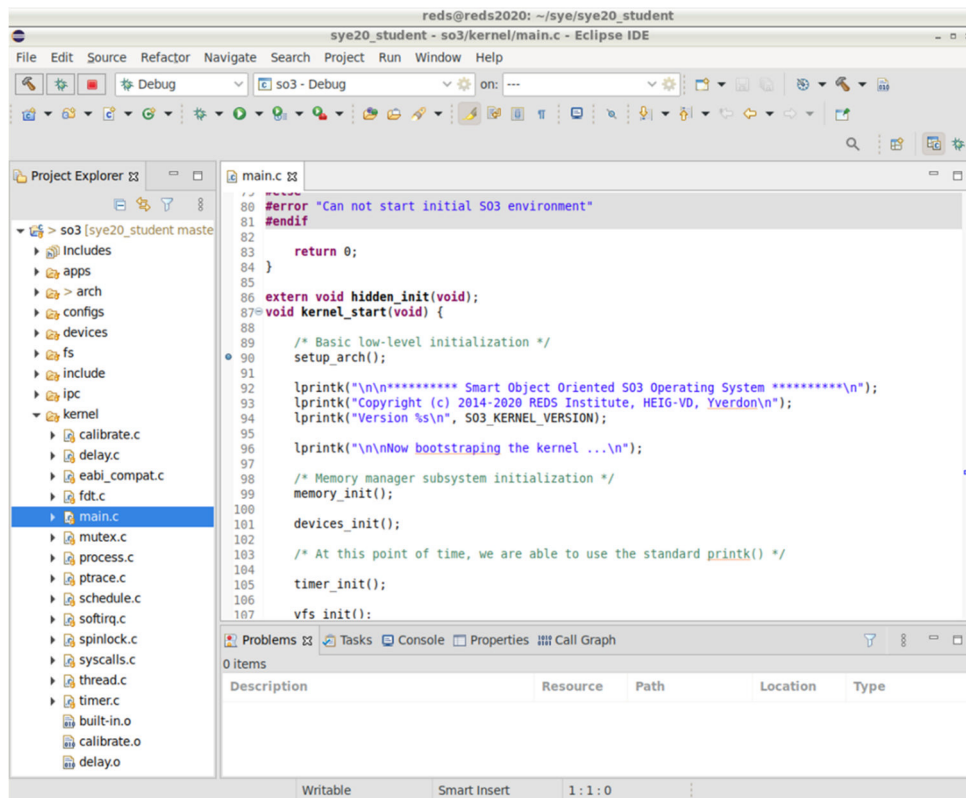 reds@reds2020: ~/sye/sye20_student
sye20_student - so3/kernel/main.c - Eclipse IDE
File Edit Source Refactor Navigate Search Project Run Window Help
Debug so3 - Debug on: ---
Project Explorer
> so3 [sye20_student maste
Includes
apps
> arch
configs
devices
fs
include
ipc
kernel
calibrate.c
delay.c
eabi_compat.c
fdt.c
main.c
mutex.c
process.c
ptrace.c
schedule.c
softirq.c
spinlock.c
syscalls.c
thread.c
timer.c
built-in.o
calibrate.o
delay.o
main.c
79 #else
80 #error "Can not start initial SO3 environment"
81 #endif
82
83 return 0;
84 }
85
86 extern void hidden_init(void);
87 void kernel_start(void) {
88
89 /* Basic low-level initialization */
90 setup_arch();
91
92 lprintk("\n\n********** Smart Object Oriented SO3 Operating System **********\n");
93 lprintk("Copyright (c) 2014-2020 REDS Institute, HEIG-VD, Yverdon\n");
94 lprintk("Version %s\n", SO3_KERNEL_VERSION);
95
96 lprintk("\n\nNow bootstraping the kernel ...\n");
97
98 /* Memory manager subsystem initialization */
99 memory_init();
100
101 devices_init();
102
103 /* At this point of time, we are able to use the standard printk() */
104
105 timer_init();
106
107 vfs_init();
Problems Tasks Console Properties Call Graph
0 items
Description Resource Path Location Type
Writable Smart Insert 1 : 1 : 0